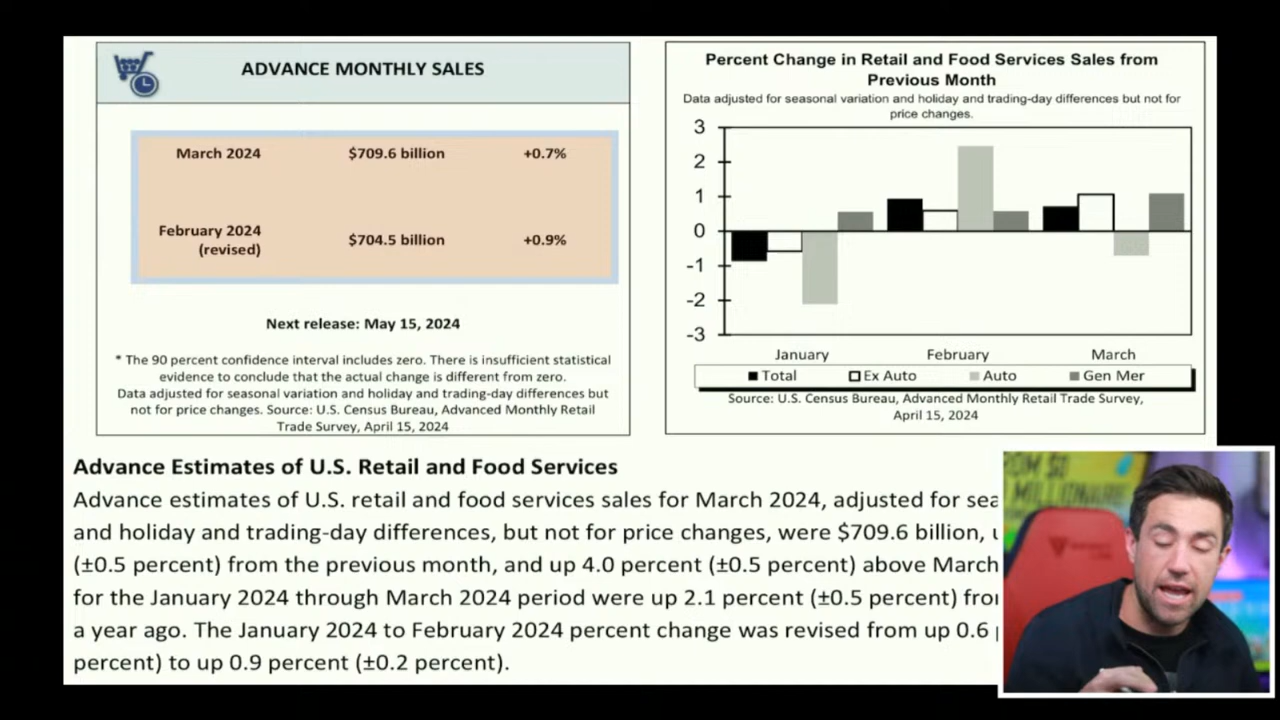 ADVANCE MONTHLY SALES
March 2024 $709.6 billion +0.7%
February 2024
(revised) $704.5 billion +0.9%
Next release: May 15, 2024
* The 90 percent confidence interval includes zero. There is insufficient statistical
evidence to conclude that the actual change is different from zero.
Data adjusted for seasonal variation and holiday and trading-day differences but
not for price changes. Source: U.S. Census Bureau, Advanced Monthly Retail
Trade Survey, April 15, 2024
Percent Change in Retail and Food Services Sales from
Previous Month
Data adjusted for seasonal variation and holiday and trading-day differences but not for
price changes.
3
2
1
0
-1
-2
-3
January February March
Total Ex Auto Auto Gen Mer
Source: U.S. Census Bureau, Advanced Monthly Retail Trade Survey,
April 15, 2024
Advance Estimates of U.S. Retail and Food Services
Advance estimates of U.S. retail and food services sales for March 2024, adjusted for sea
and holiday and trading-day differences, but not for price changes, were $709.6 billion,
(±0.5 percent) from the previous month, and up 4.0 percent (±0.5 percent) above March
for the January 2024 through March 2024 period were up 2.1 percent (±0.5 percent)
a year ago. The January 2024 to February 2024 percent change was revised from up 0.6
percent) to up 0.9 percent (±0.2 percent).
FROM $0
MILLIONAIRE